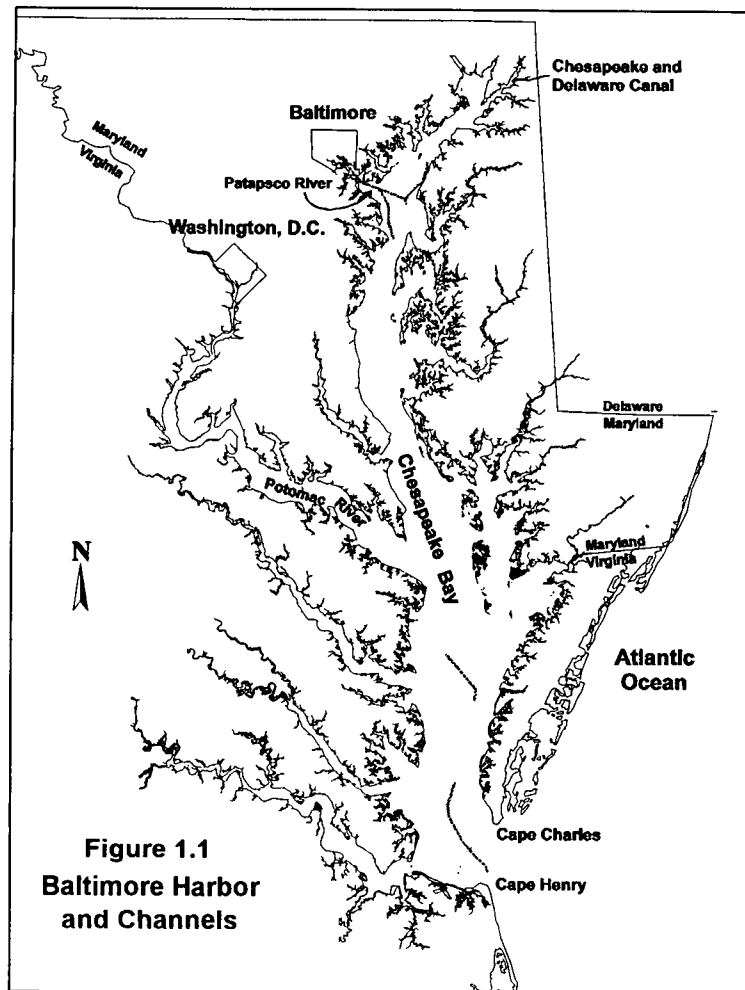 Chesapeake and
Delaware Canal
Baltimore
Maryland
Virginia
Patapsco River
Washington, D.C.
Delaware
Maryland
Chesapeake Bay
Potomac River
N
Maryland
Virginia
Atlantic
Ocean
Cape Charles
Cape Henry
Figure 1.1
Baltimore Harbor
and Channels